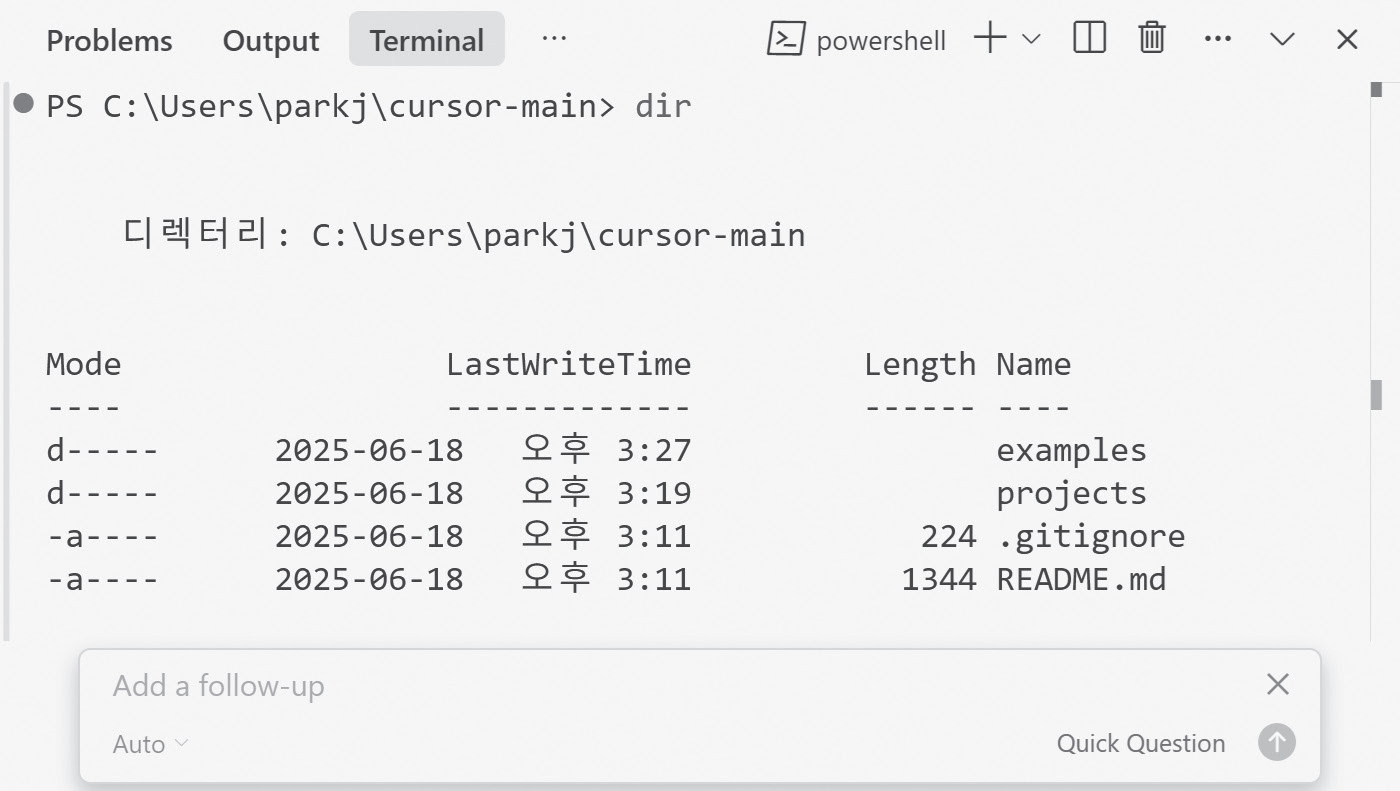 Problems Output Terminal ··· powershell
PS C:\Users\parkj\cursor-main> dir
디렉터리: C:\Users\parkj\cursor-main
Mode LastWriteTime Length Name
---- ------------- ------ ----
d----- 2025-06-18 오후 3:27 examples
d----- 2025-06-18 오후 3:19 projects
-a---- 2025-06-18 오후 3:11 224 .gitignore
-a---- 2025-06-18 오후 3:11 1344 README.md
Add a follow-up
Auto Quick Question